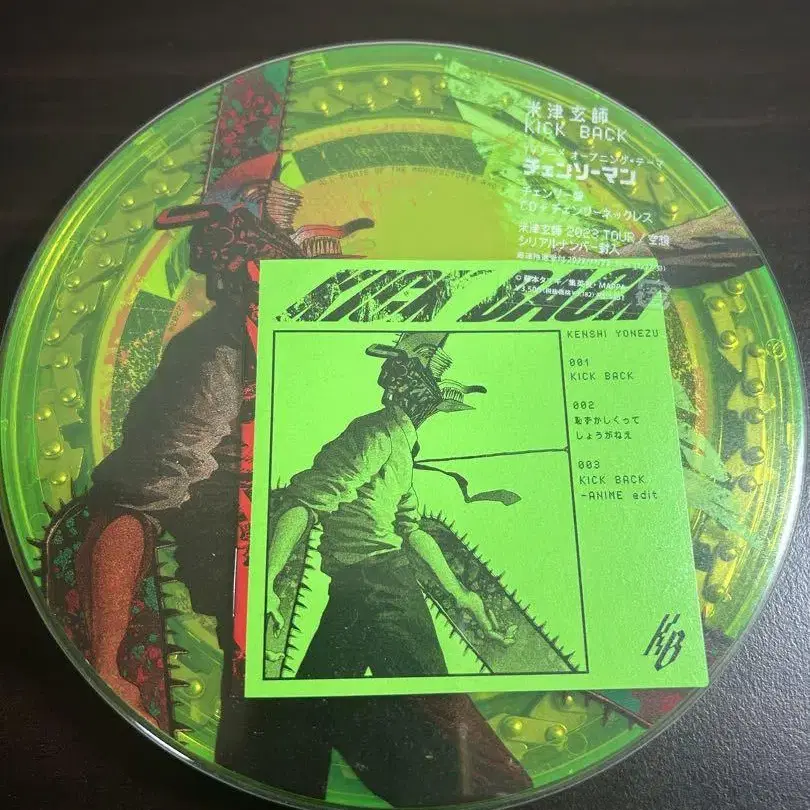 米津玄師
KICK BACK
TVアニメ オープニング・テーマ
チェンソーマン
チェンソー盤
CD+チェンソーネックレス
米津玄師 2023 TOUR / 空想
シリアルナンバー封入
KICK BACK
KENSHI YONEZU
001
KICK BACK
002
恥ずかしくって
しょうがねえ
003
KICK BACK
-ANIME edit
KB